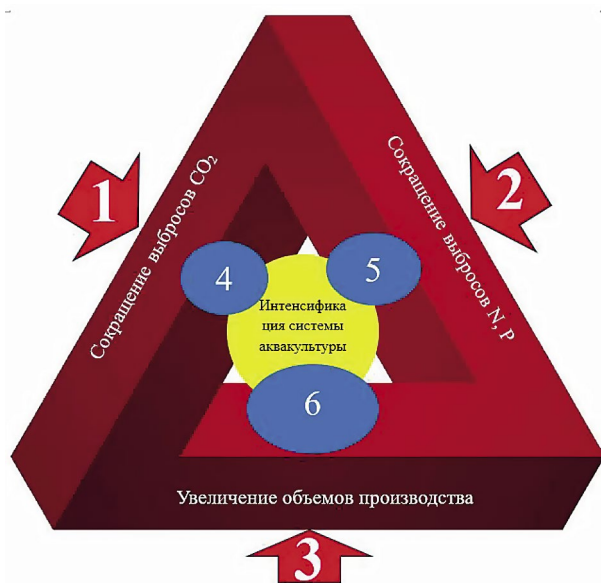 1
2
Сокращение выбросов CO₂
Сокращение выбросов N, P
4
5
Интенсифика
ция системы
аквакультуры
6
Увеличение объемов производства
3